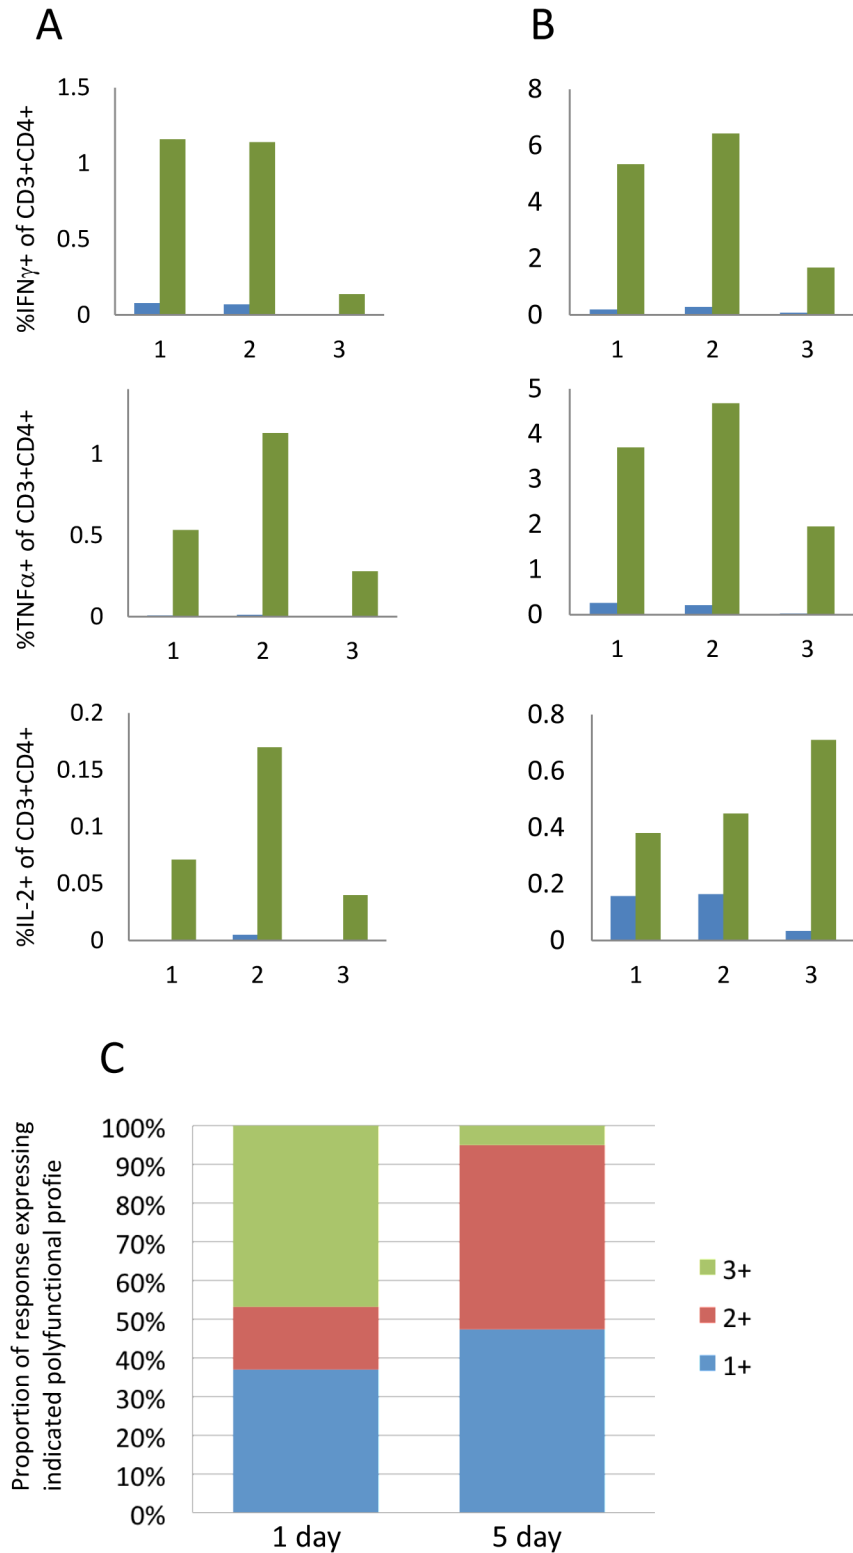 A
B
%IFNγ+ of CD3+CD4+
1.5
1
0.5
0
1 2 3
8
6
4
2
0
1 2 3
%TNFα+ of CD3+CD4+
1
0.5
0
1 2 3
5
4
3
2
1
0
1 2 3
%IL-2+ of CD3+CD4+
0.2
0.15
0.1
0.05
0
1 2 3
0.8
0.6
0.4
0.2
0
1 2 3
C
Proportion of response expressing
indicated polyfunctional profie
100%
90%
80%
70%
60%
50%
40%
30%
20%
10%
0%
1 day 5 day
3+
2+
1+